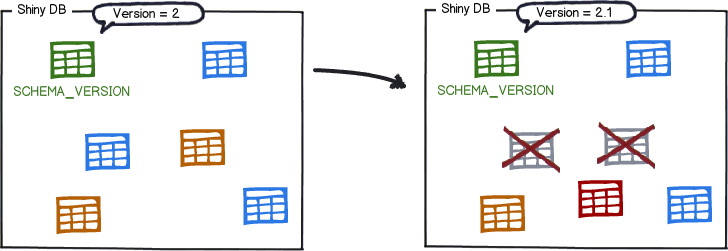 Shiny DB
Version = 2
SCHEMA_VERSION
Shiny DB
Version = 2.1
SCHEMA_VERSION